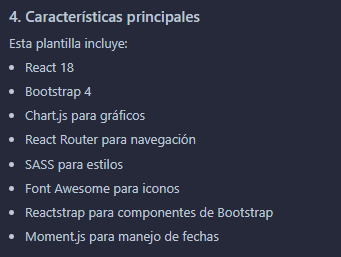 4. Características principales
Esta plantilla incluye:
• React 18
• Bootstrap 4
• Chart.js para gráficos
• React Router para navegación
• SASS para estilos
• Font Awesome para iconos
• Reactstrap para componentes de Bootstrap
• Moment.js para manejo de fechas